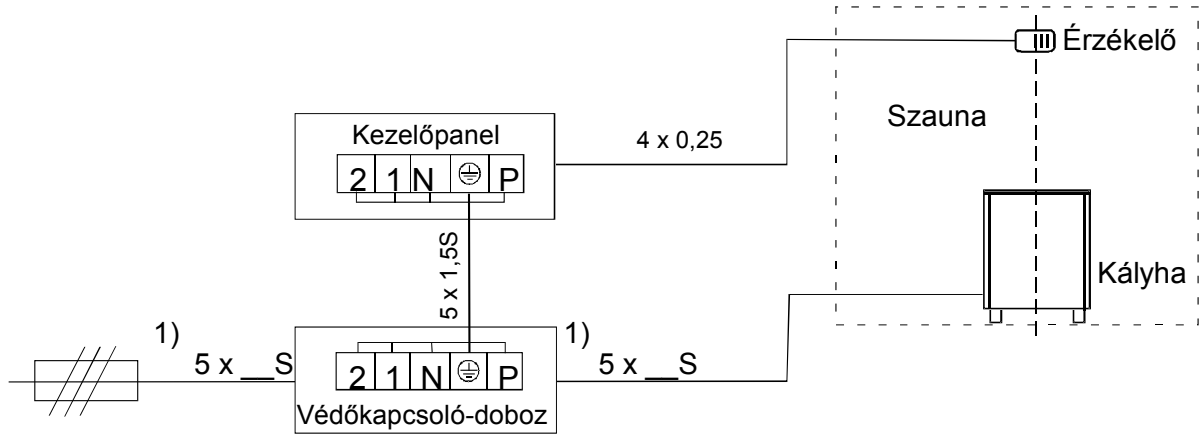 Érzékelő
Szauna
Kezelőpanel
4 x 0,25
2 1 N ⏚ P
5 x 1,5S
Kályha
1)
1)
5 x __S
5 x __S
2 1 N ⏚ P
Védőkapcsoló-doboz